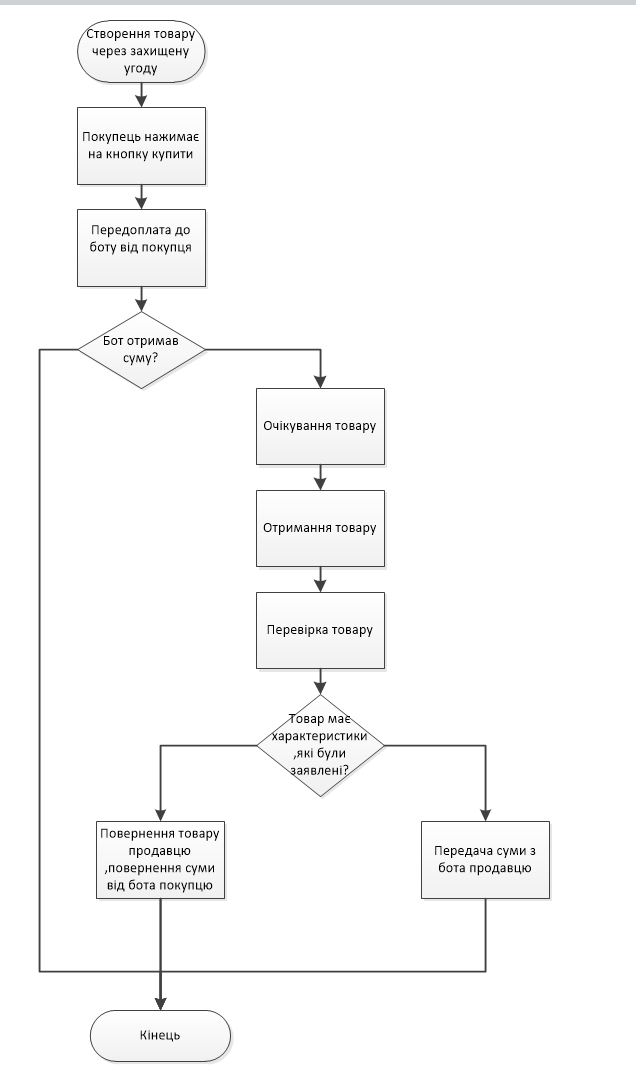 Створення товару
через захищену
угоду
Покупець нажимає
на кнопку купити
Передоплата до
боту від покупця
Бот отримав
суму?
Очікування товару
Отримання товару
Перевірка товару
Товар має
характеристики
,які були
заявлені?
Повернення товару
продавцю
,повернення суми
від бота покупцю
Передача суми з
бота продавцю
Кінець